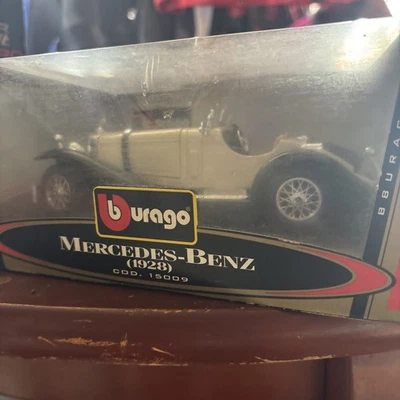 burago
MERCEDES-BENZ
(1928)
COD. 15009
BBURAG